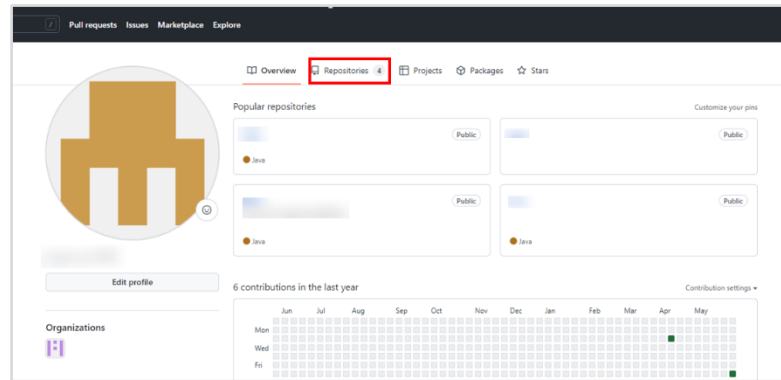 / Pull requests Issues Marketplace Explore
Overview Repositories 4 Projects Packages Stars
Popular repositories Customize your pins
Public
Java
Public
Public
Java
Public
Java
Edit profile
Organizations
6 contributions in the last year Contribution settings
Jun Jul Aug Sep Oct Nov Dec Jan Feb Mar Apr May
Mon
Wed
Fri